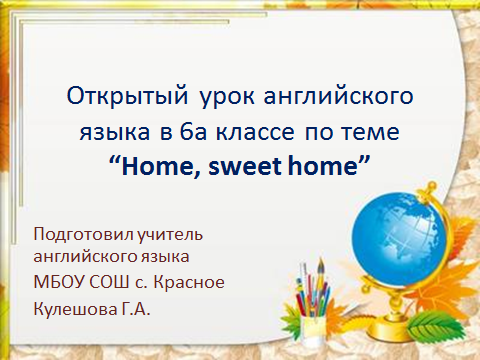 Открытый урок английского
языка в 6а классе по теме
“Home, sweet home”
Подготовил учитель
английского языка
МБОУ СОШ с. Красное
Кулешова Г.А.